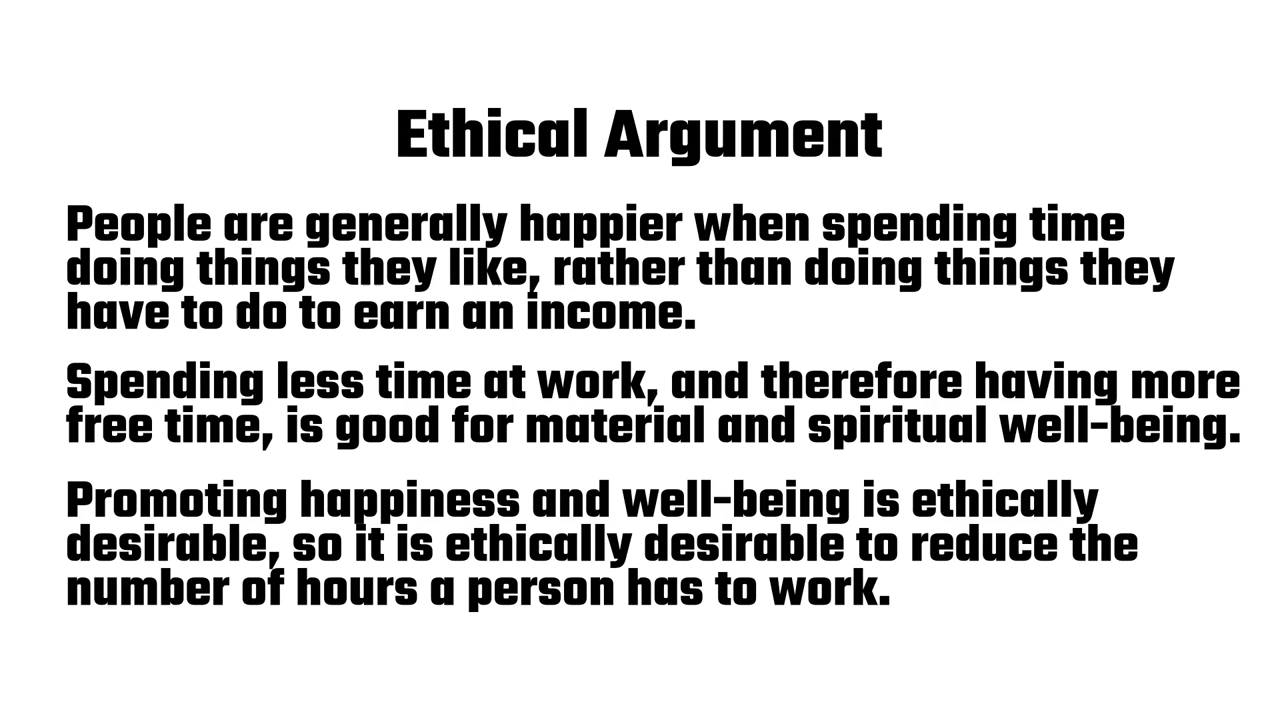 Ethical Argument
People are generally happier when spending time
doing things they like, rather than doing things they
have to do to earn an income.
Spending less time at work, and therefore having more
free time, is good for material and spiritual well-being.
Promoting happiness and well-being is ethically
desirable, so it is ethically desirable to reduce the
number of hours a person has to work.